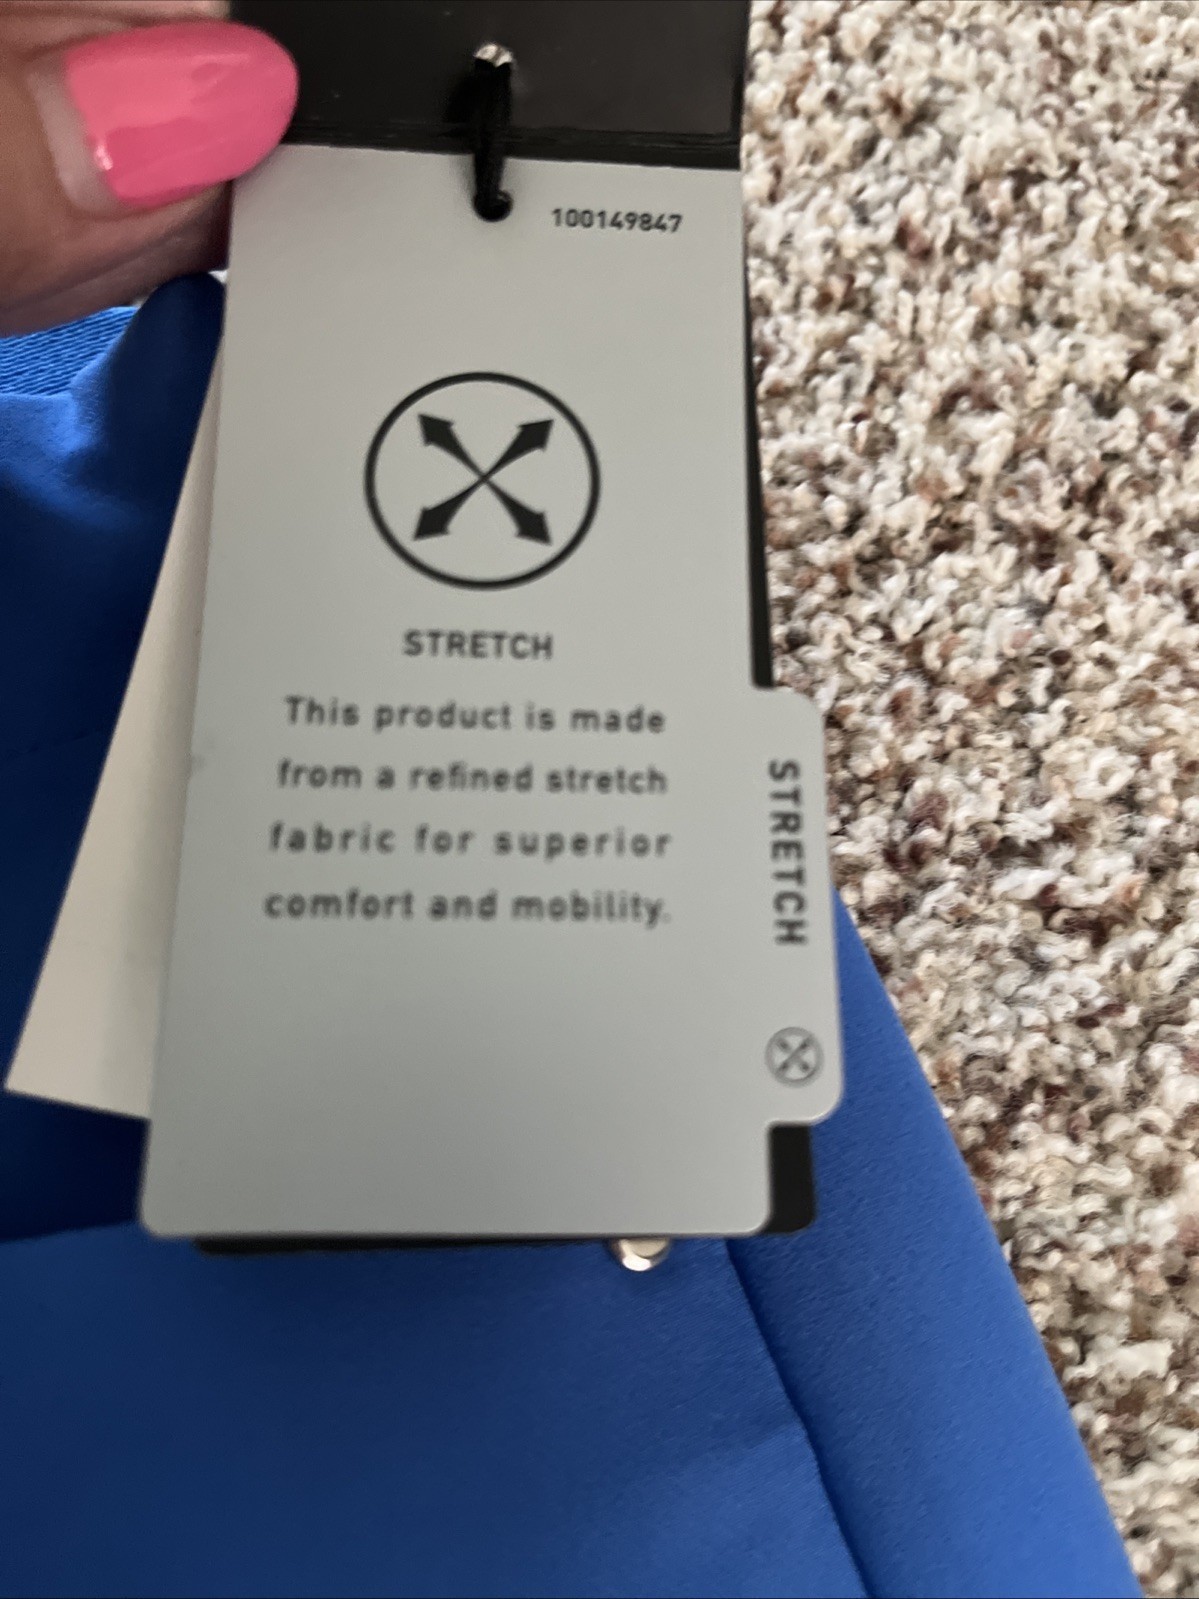 100149847
STRETCH
This product is made
from a refined stretch
fabric for superior
comfort and mobility.
STRETCH